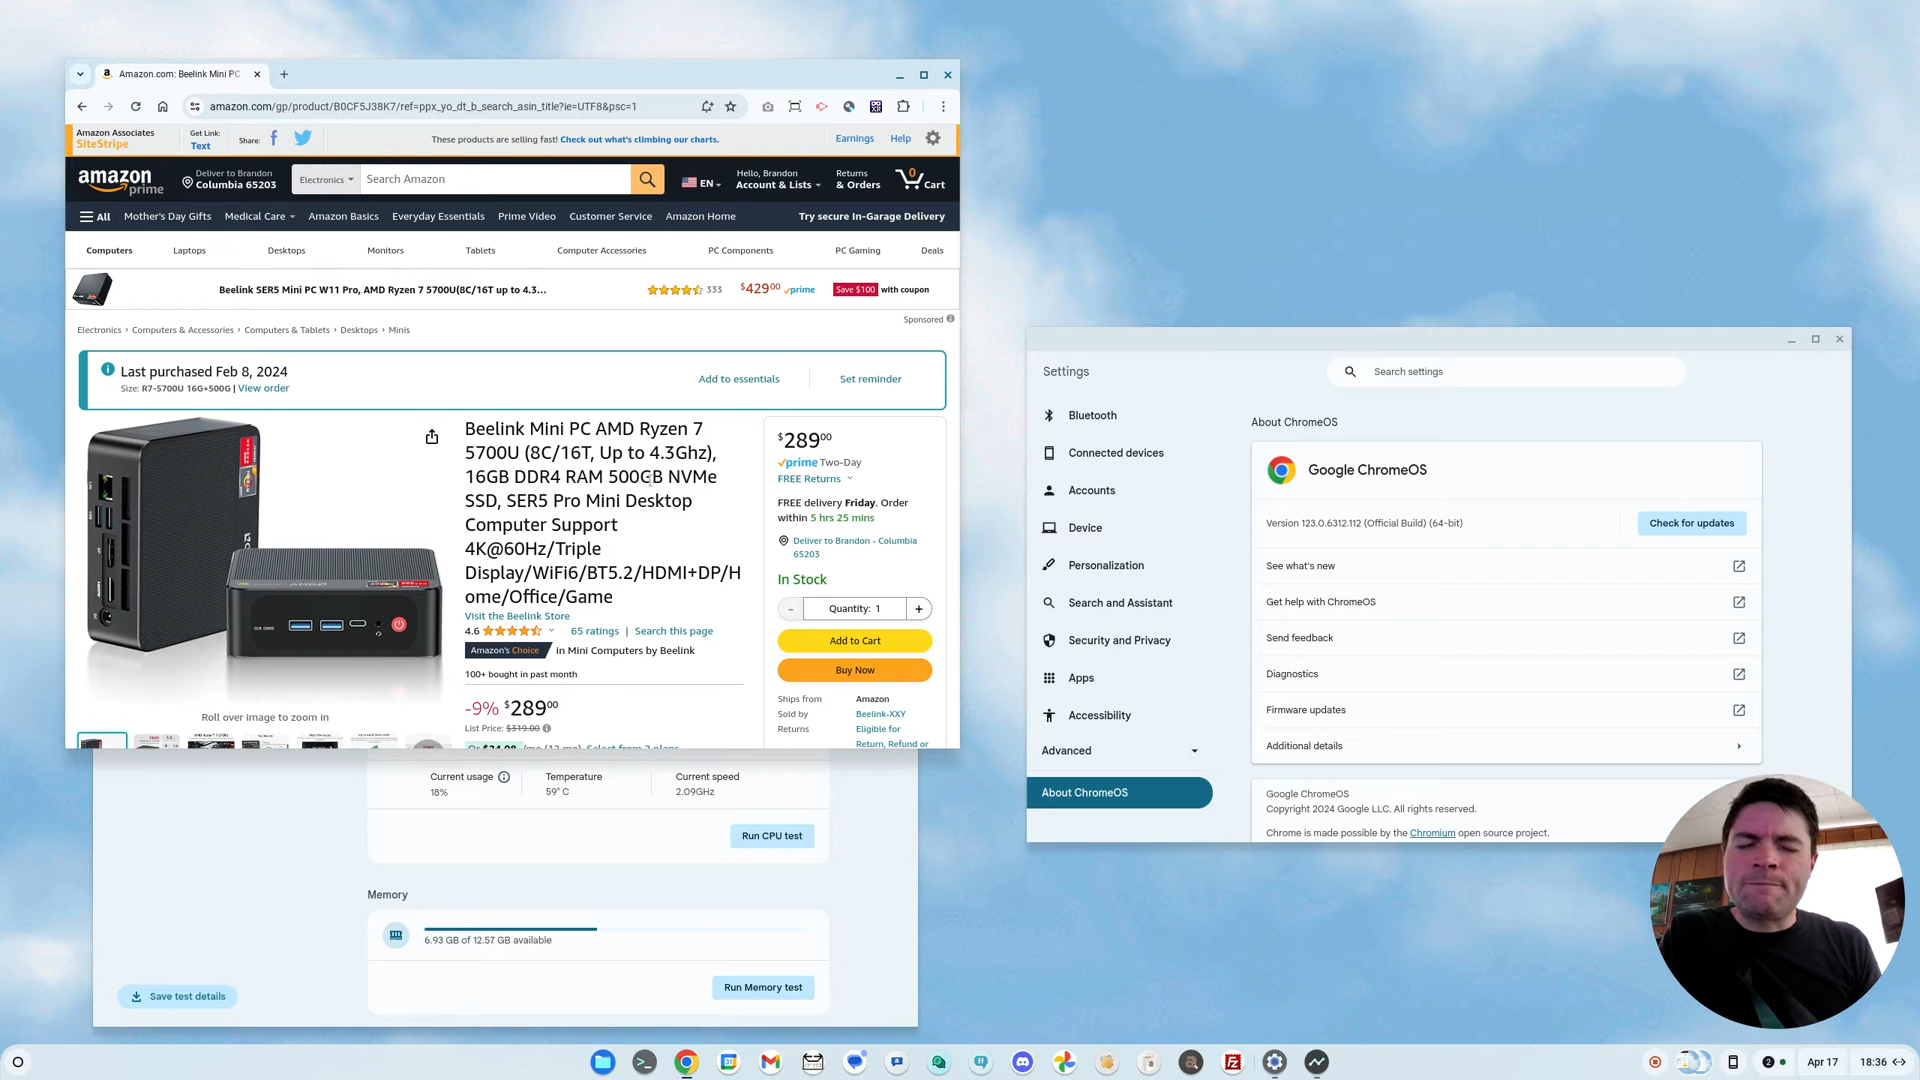 Amazon.com: Beelink Mini PC
amazon.com/gp/product/B0CF5J38K7/ref=ppx_yo_dt_b_search_asin_title?ie=UTF8&psc=1
Amazon Associates
SiteStripe
Get Link:
Text
Share:
These products are selling fast! Check out what's climbing our charts.
Earnings
Help
amazon
prime
Deliver to Brandon
Columbia 65203
Electronics
Search Amazon
EN
Hello, Brandon
Account & Lists
Returns
& Orders
0
Cart
All
Mother's Day Gifts
Medical Care
Amazon Basics
Everyday Essentials
Prime Video
Customer Service
Amazon Home
Try secure In-Garage Delivery
Computers
Laptops
Desktops
Monitors
Tablets
Computer Accessories
PC Components
PC Gaming
Deals
Beelink SER5 Mini PC W11 Pro, AMD Ryzen 7 5700U(8C/16T up to 4.3...
333
$429.00
prime
Save $100 with coupon
Sponsored
Electronics › Computers & Accessories › Computers & Tablets › Desktops › Minis
Last purchased Feb 8, 2024
Size: R7-5700U 16G+500G | View order
Add to essentials
Set reminder
Beelink Mini PC AMD Ryzen 7
5700U (8C/16T, Up to 4.3Ghz),
16GB DDR4 RAM 500GB NVMe
SSD, SER5 Pro Mini Desktop
Computer Support
4K@60Hz/Triple
Display/WiFi6/BT5.2/HDMI+DP/H
ome/Office/Game
Visit the Beelink Store
4.6
65 ratings | Search this page
Amazon's Choice in Mini Computers by Beelink
100+ bought in past month
-9% $289.00
List Price: $319.00
Roll over image to zoom in
CLR CMOS
$289.00
prime Two-Day
FREE Returns
FREE delivery Friday. Order
within 5 hrs 25 mins
Deliver to Brandon - Columbia
65203
In Stock
- Quantity: 1 +
Add to Cart
Buy Now
Ships from Amazon
Sold by Beelink-XXY
Returns Eligible for
Return, Refund or
Current usage
18%
Temperature
59° C
Current speed
2.09GHz
Run CPU test
Memory
6.93 GB of 12.57 GB available
Run Memory test
Save test details
Settings
Search settings
Bluetooth
Connected devices
Accounts
Device
Personalization
Search and Assistant
Security and Privacy
Apps
Accessibility
Advanced
About ChromeOS
About ChromeOS
Google ChromeOS
Version 123.0.6312.112 (Official Build) (64-bit)
Check for updates
See what's new
Get help with ChromeOS
Send feedback
Diagnostics
Firmware updates
Additional details
Google ChromeOS
Copyright 2024 Google LLC. All rights reserved.
Chrome is made possible by the Chromium open source project.
2
Apr 17
18:36